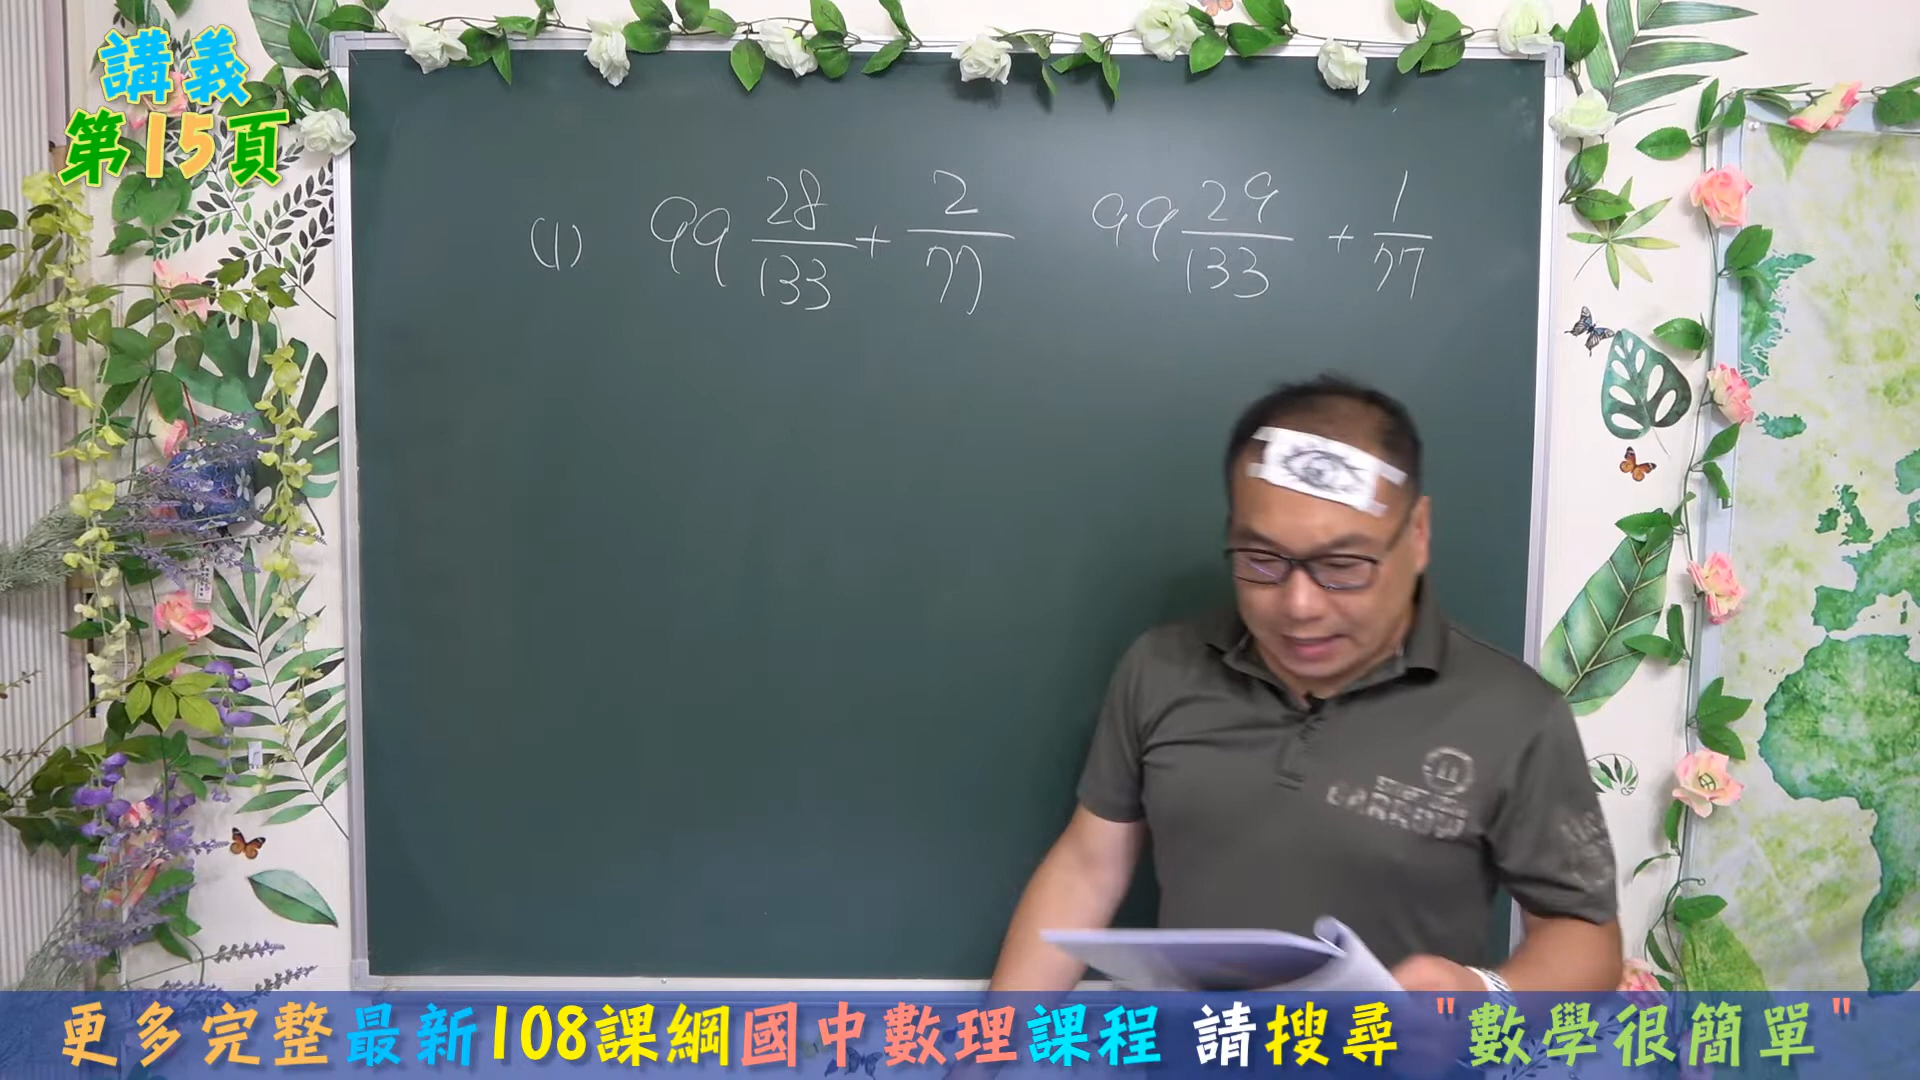 講義
第15頁
(1) 99 28/133 + 2/77 99 29/133 + 1/77
更多完整最新108課綱國中數理課程 請搜尋 "數學很簡單"